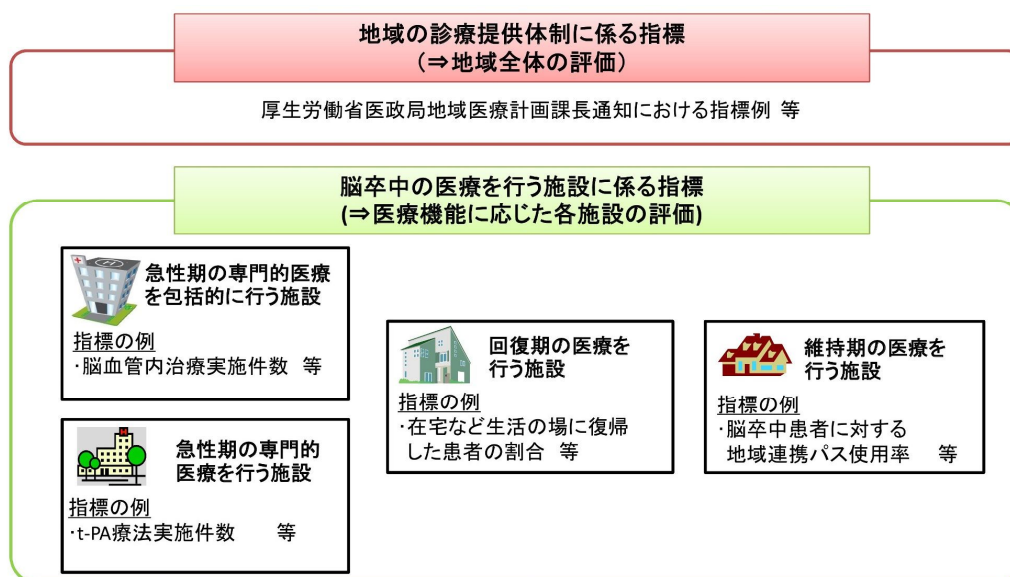 地域の診療提供体制に係る指標
（⇒地域全体の評価）
厚生労働省医政局地域医療計画課長通知における指標例 等
脳卒中の医療を行う施設に係る指標
(⇒医療機能に応じた各施設の評価)
急性期の専門的医療
を包括的に行う施設
指標の例
・脳血管内治療実施件数 等
急性期の専門的
医療を行う施設
指標の例
・t-PA療法実施件数 等
回復期の医療を
行う施設
指標の例
・在宅など生活の場に復帰
した患者の割合 等
維持期の医療を
行う施設
指標の例
・脳卒中患者に対する
地域連携パス使用率 等